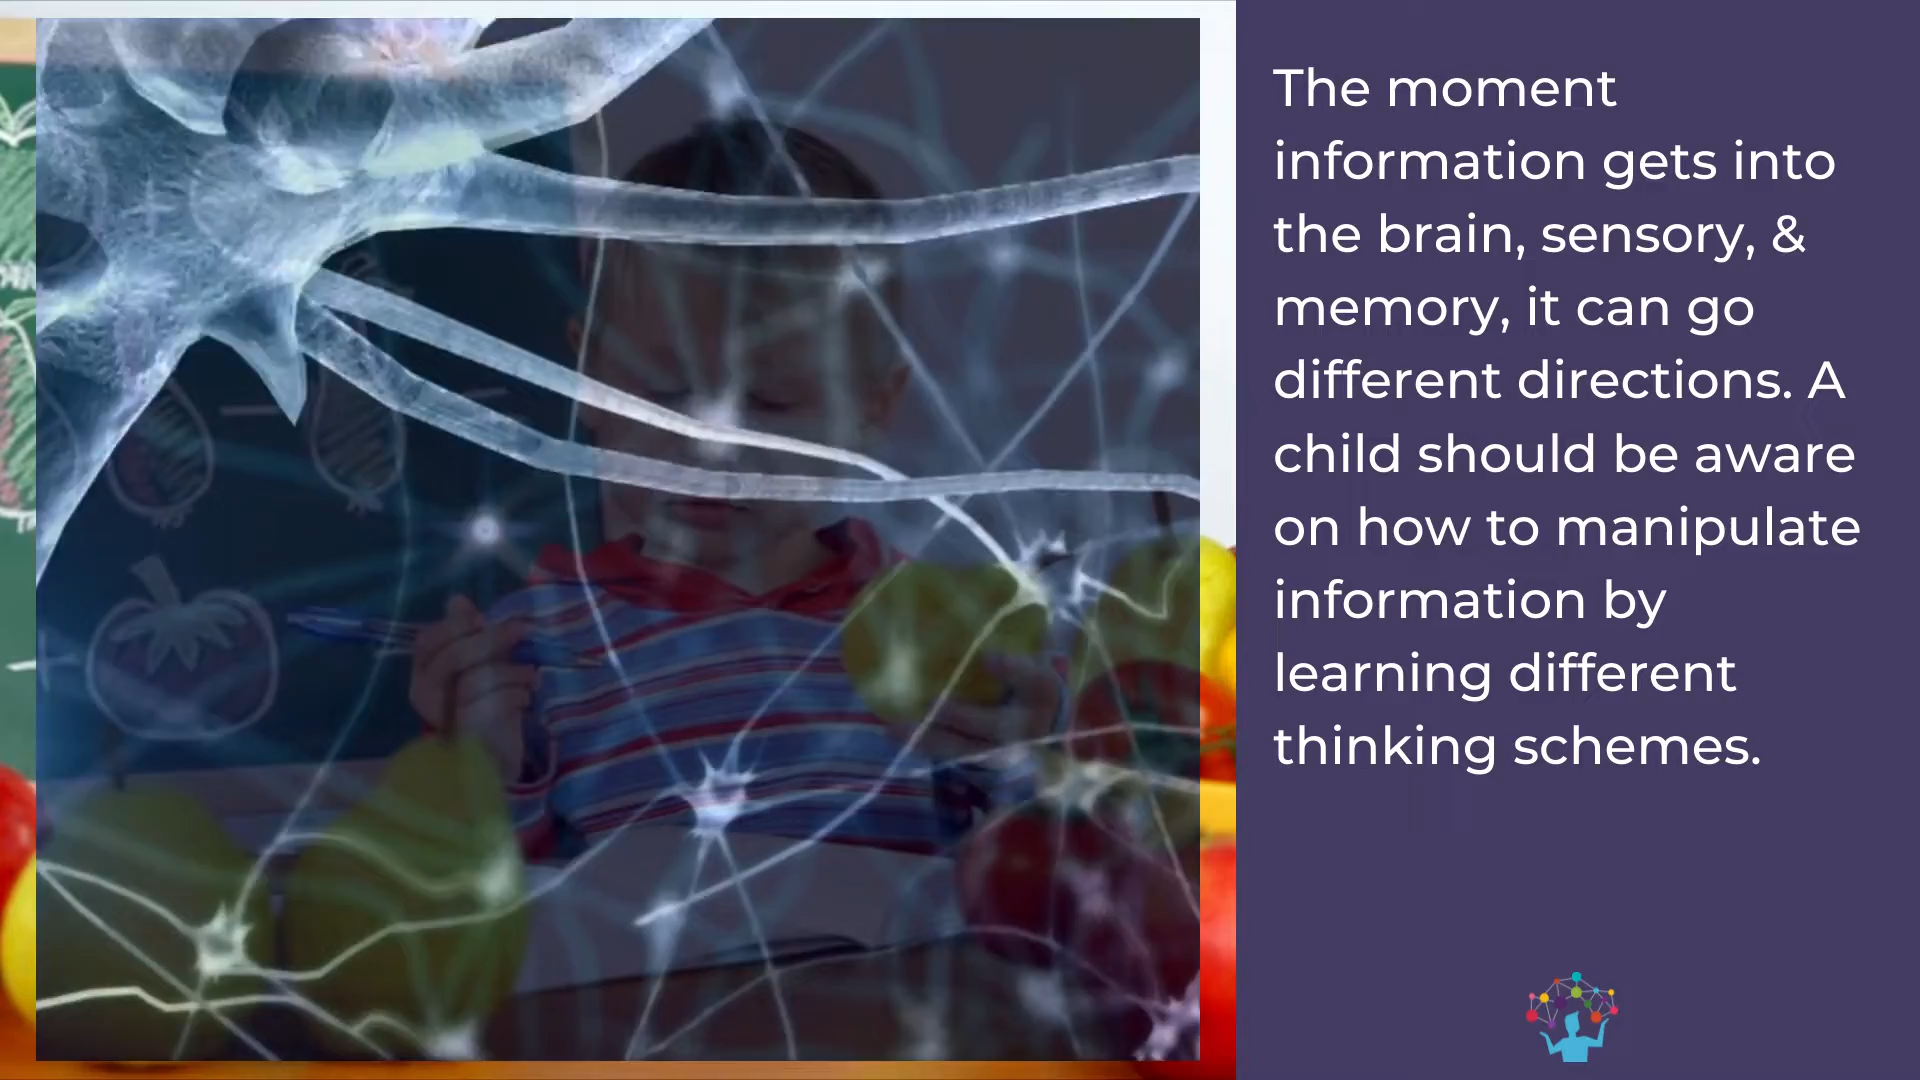 The moment
information gets into
the brain, sensory, &
memory, it can go
different directions. A
child should be aware
on how to manipulate
information by
learning different
thinking schemes.